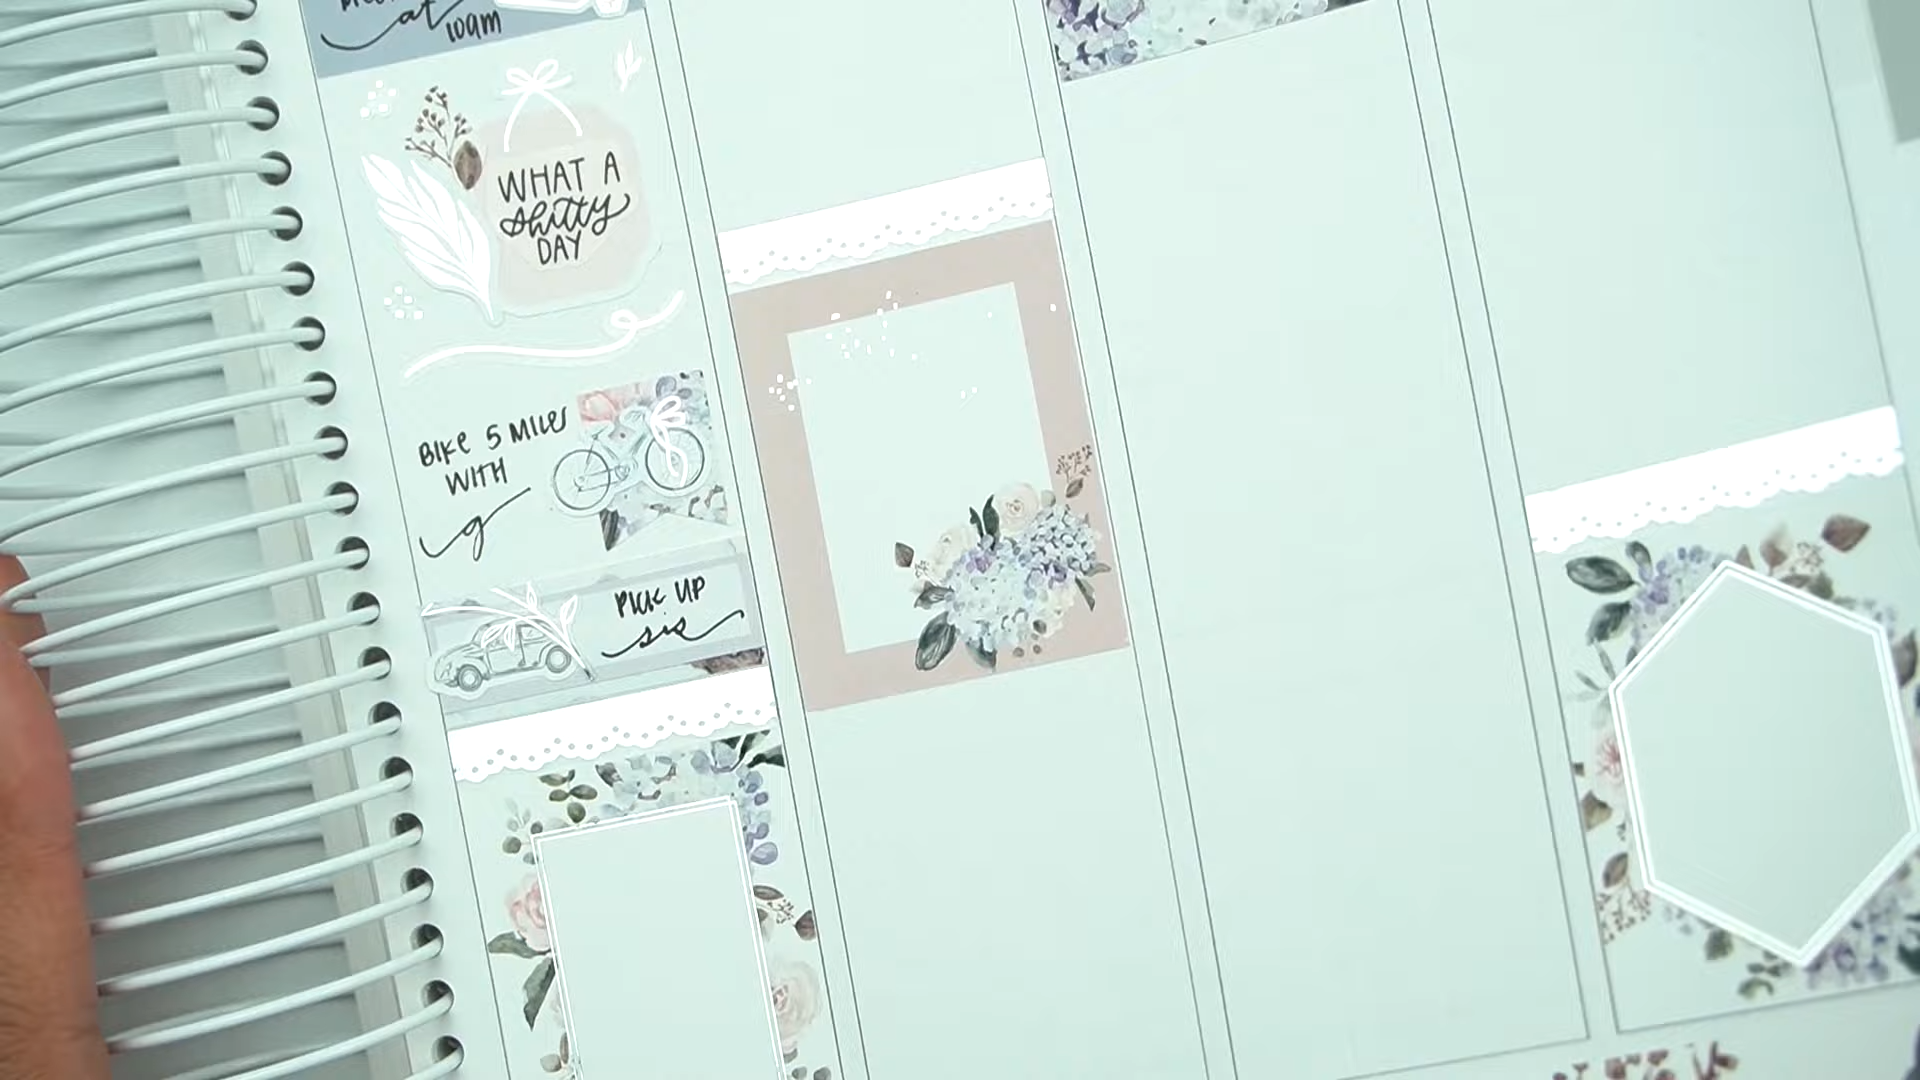 at
10am
WHAT A
shitty
DAY
BIKE 5 MILES
WITH
g
PICK UP
sis